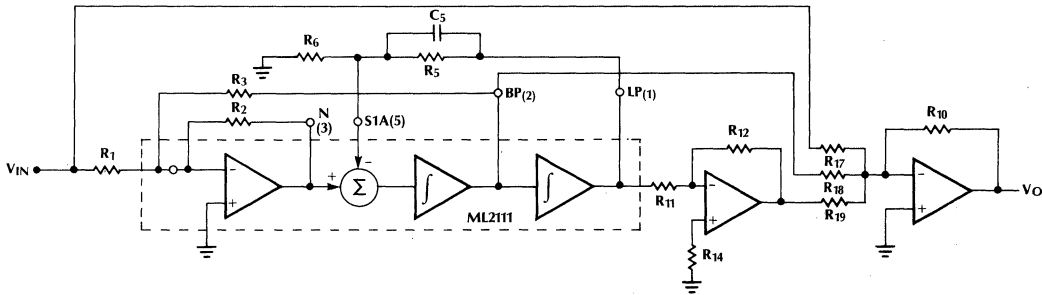 C5
R6
R5
R3
BP(2)
LP(1)
R2
N
(3)
S1A(5)
R10
R12
R1
VIN
−
+
+
−
Σ
∫
∫
ML2111
R11
−
+
R14
R17
R18
R19
−
+
VO